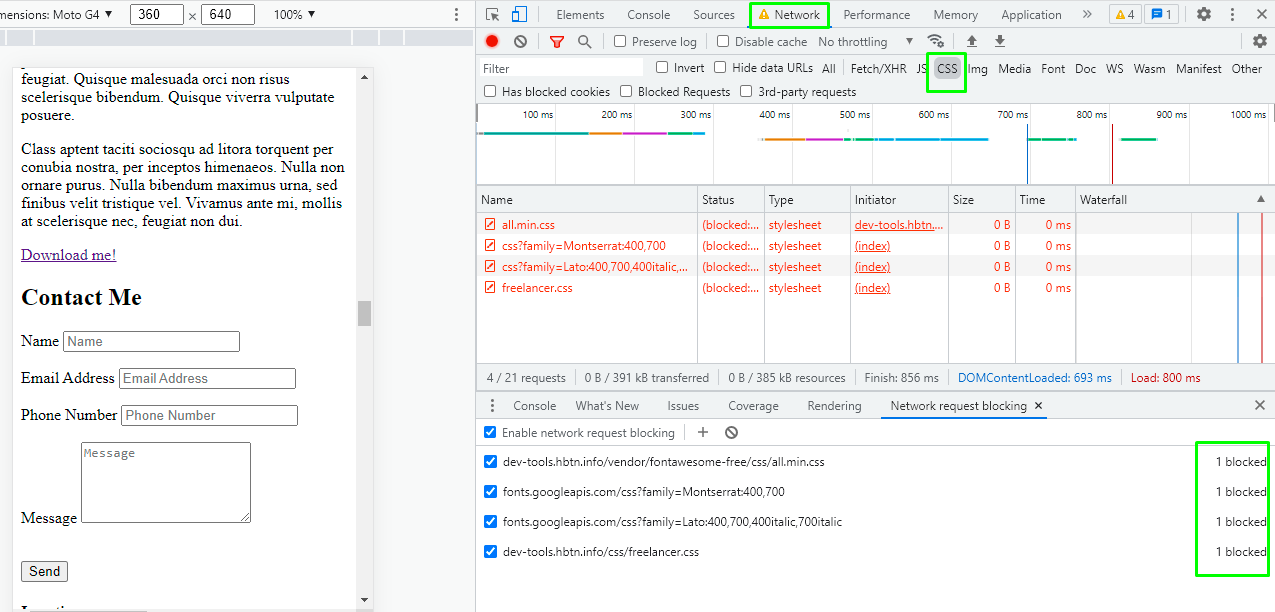 mensions: Moto G4 ▼ 360 × 640 100% ▼
feugiat. Quisque malesuada orci non risus
scelerisque bibendum. Quisque viverra vulputate
posuere.
Class aptent taciti sociosqu ad litora torquent per
conubia nostra, per inceptos himenaeos. Nulla non
ornare purus. Nulla bibendum maximus urna, sed
finibus velit tristique vel. Vivamus ante mi, mollis
at scelerisque nec, feugiat non dui.
Download me!
Contact Me
Name Name
Email Address Email Address
Phone Number Phone Number
Message
Message
Send
Elements Console Sources Network Performance Memory Application » 4 1
Preserve log Disable cache No throttling ▼
Filter Invert Hide data URLs All Fetch/XHR JS CSS Img Media Font Doc WS Wasm Manifest Other
Has blocked cookies Blocked Requests 3rd-party requests
100 ms 200 ms 300 ms 400 ms 500 ms 600 ms 700 ms 800 ms 900 ms 1000 ms
Name Status Type Initiator Size Time Waterfall
all.min.css (blocked:... stylesheet dev-tools.hbtn.... 0 B 0 ms
css?family=Montserrat:400,700 (blocked:... stylesheet (index) 0 B 0 ms
css?family=Lato:400,700,400italic,... (blocked:... stylesheet (index) 0 B 0 ms
freelancer.css (blocked:... stylesheet (index) 0 B 0 ms
4 / 21 requests 0 B / 391 kB transferred 0 B / 385 kB resources Finish: 856 ms DOMContentLoaded: 693 ms Load: 800 ms
Console What's New Issues Coverage Rendering Network request blocking ×
Enable network request blocking
dev-tools.hbtn.info/vendor/fontawesome-free/css/all.min.css 1 blocked
fonts.googleapis.com/css?family=Montserrat:400,700 1 blocked
fonts.googleapis.com/css?family=Lato:400,700,400italic,700italic 1 blocked
dev-tools.hbtn.info/css/freelancer.css 1 blocked